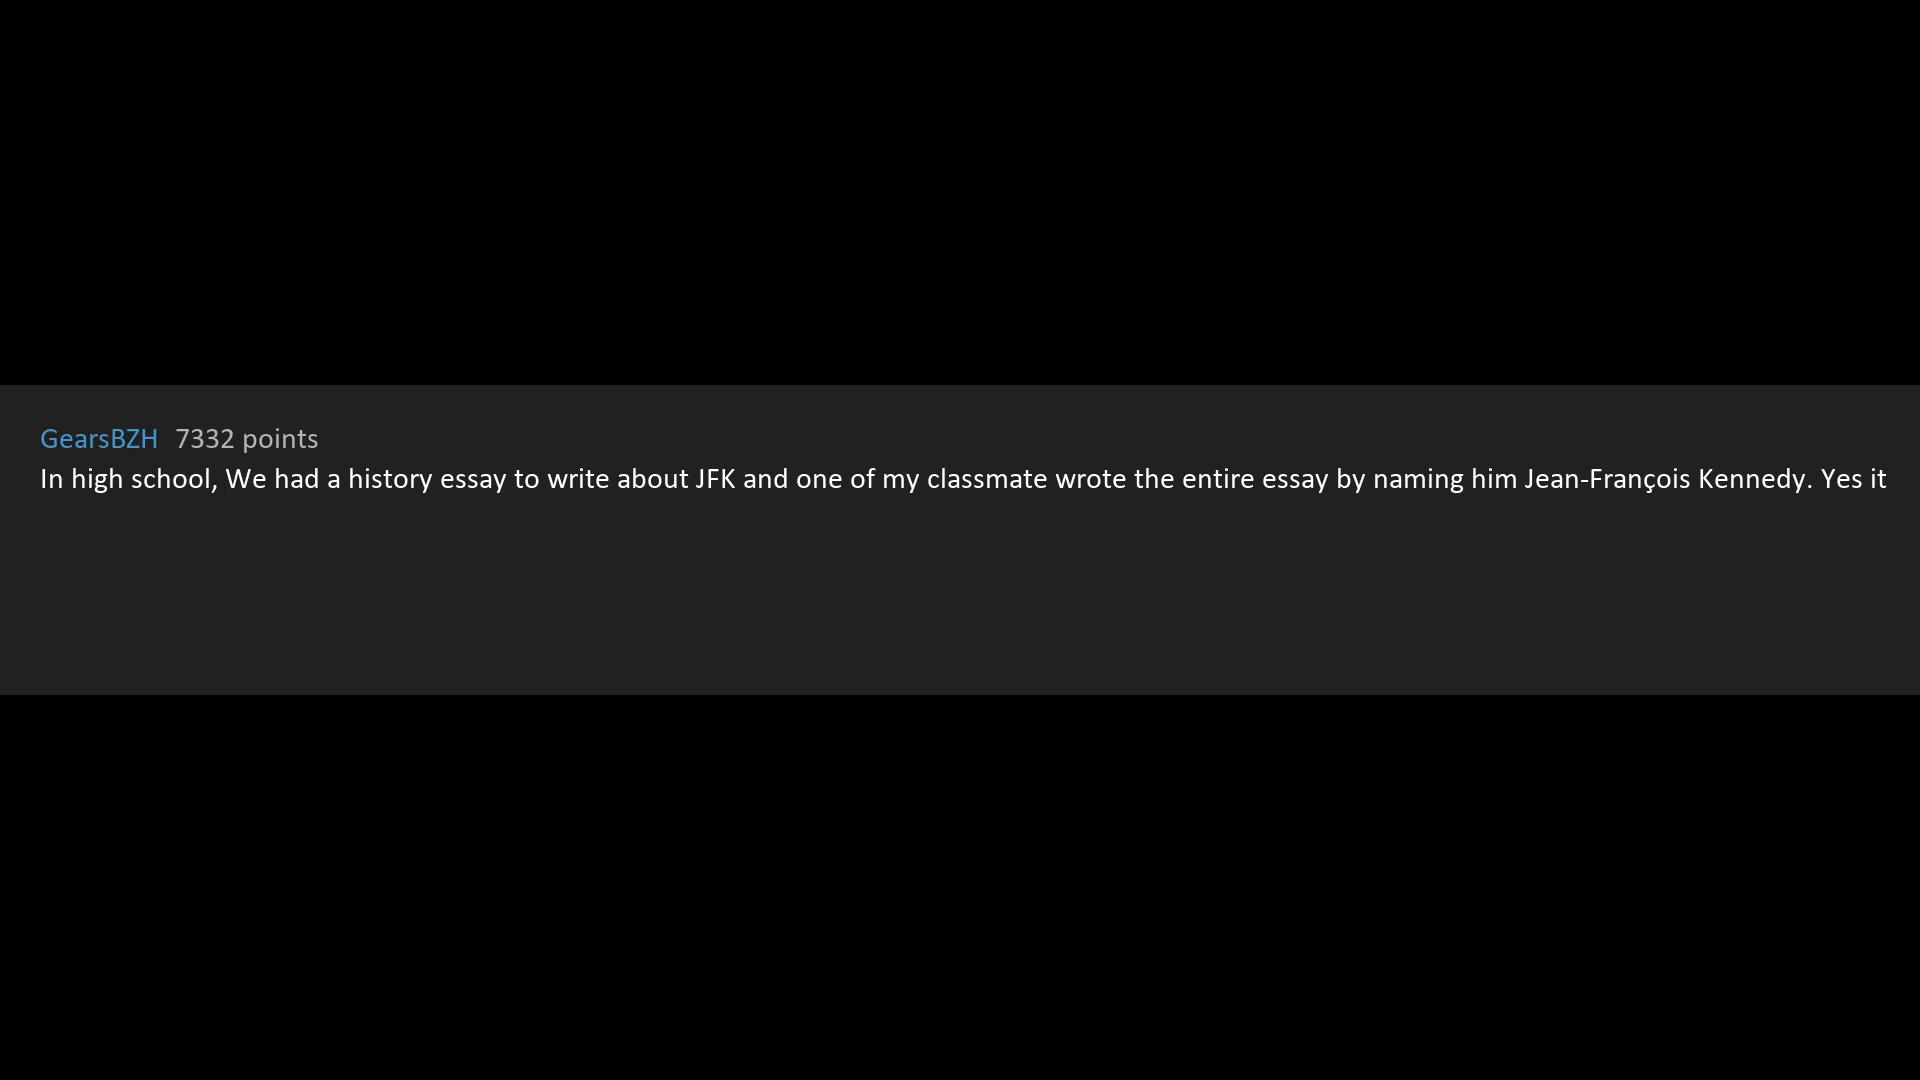 GearsBZH 7332 points
In high school, We had a history essay to write about JFK and one of my classmate wrote the entire essay by naming him Jean-François Kennedy. Yes it